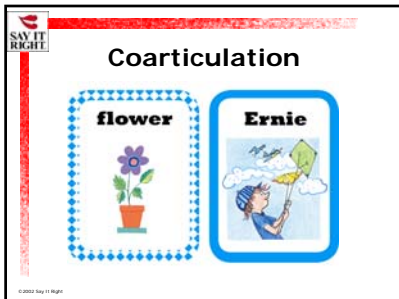 SAY IT
RIGHT
Coarticulation
flower
Ernie
©2002 Say It Right